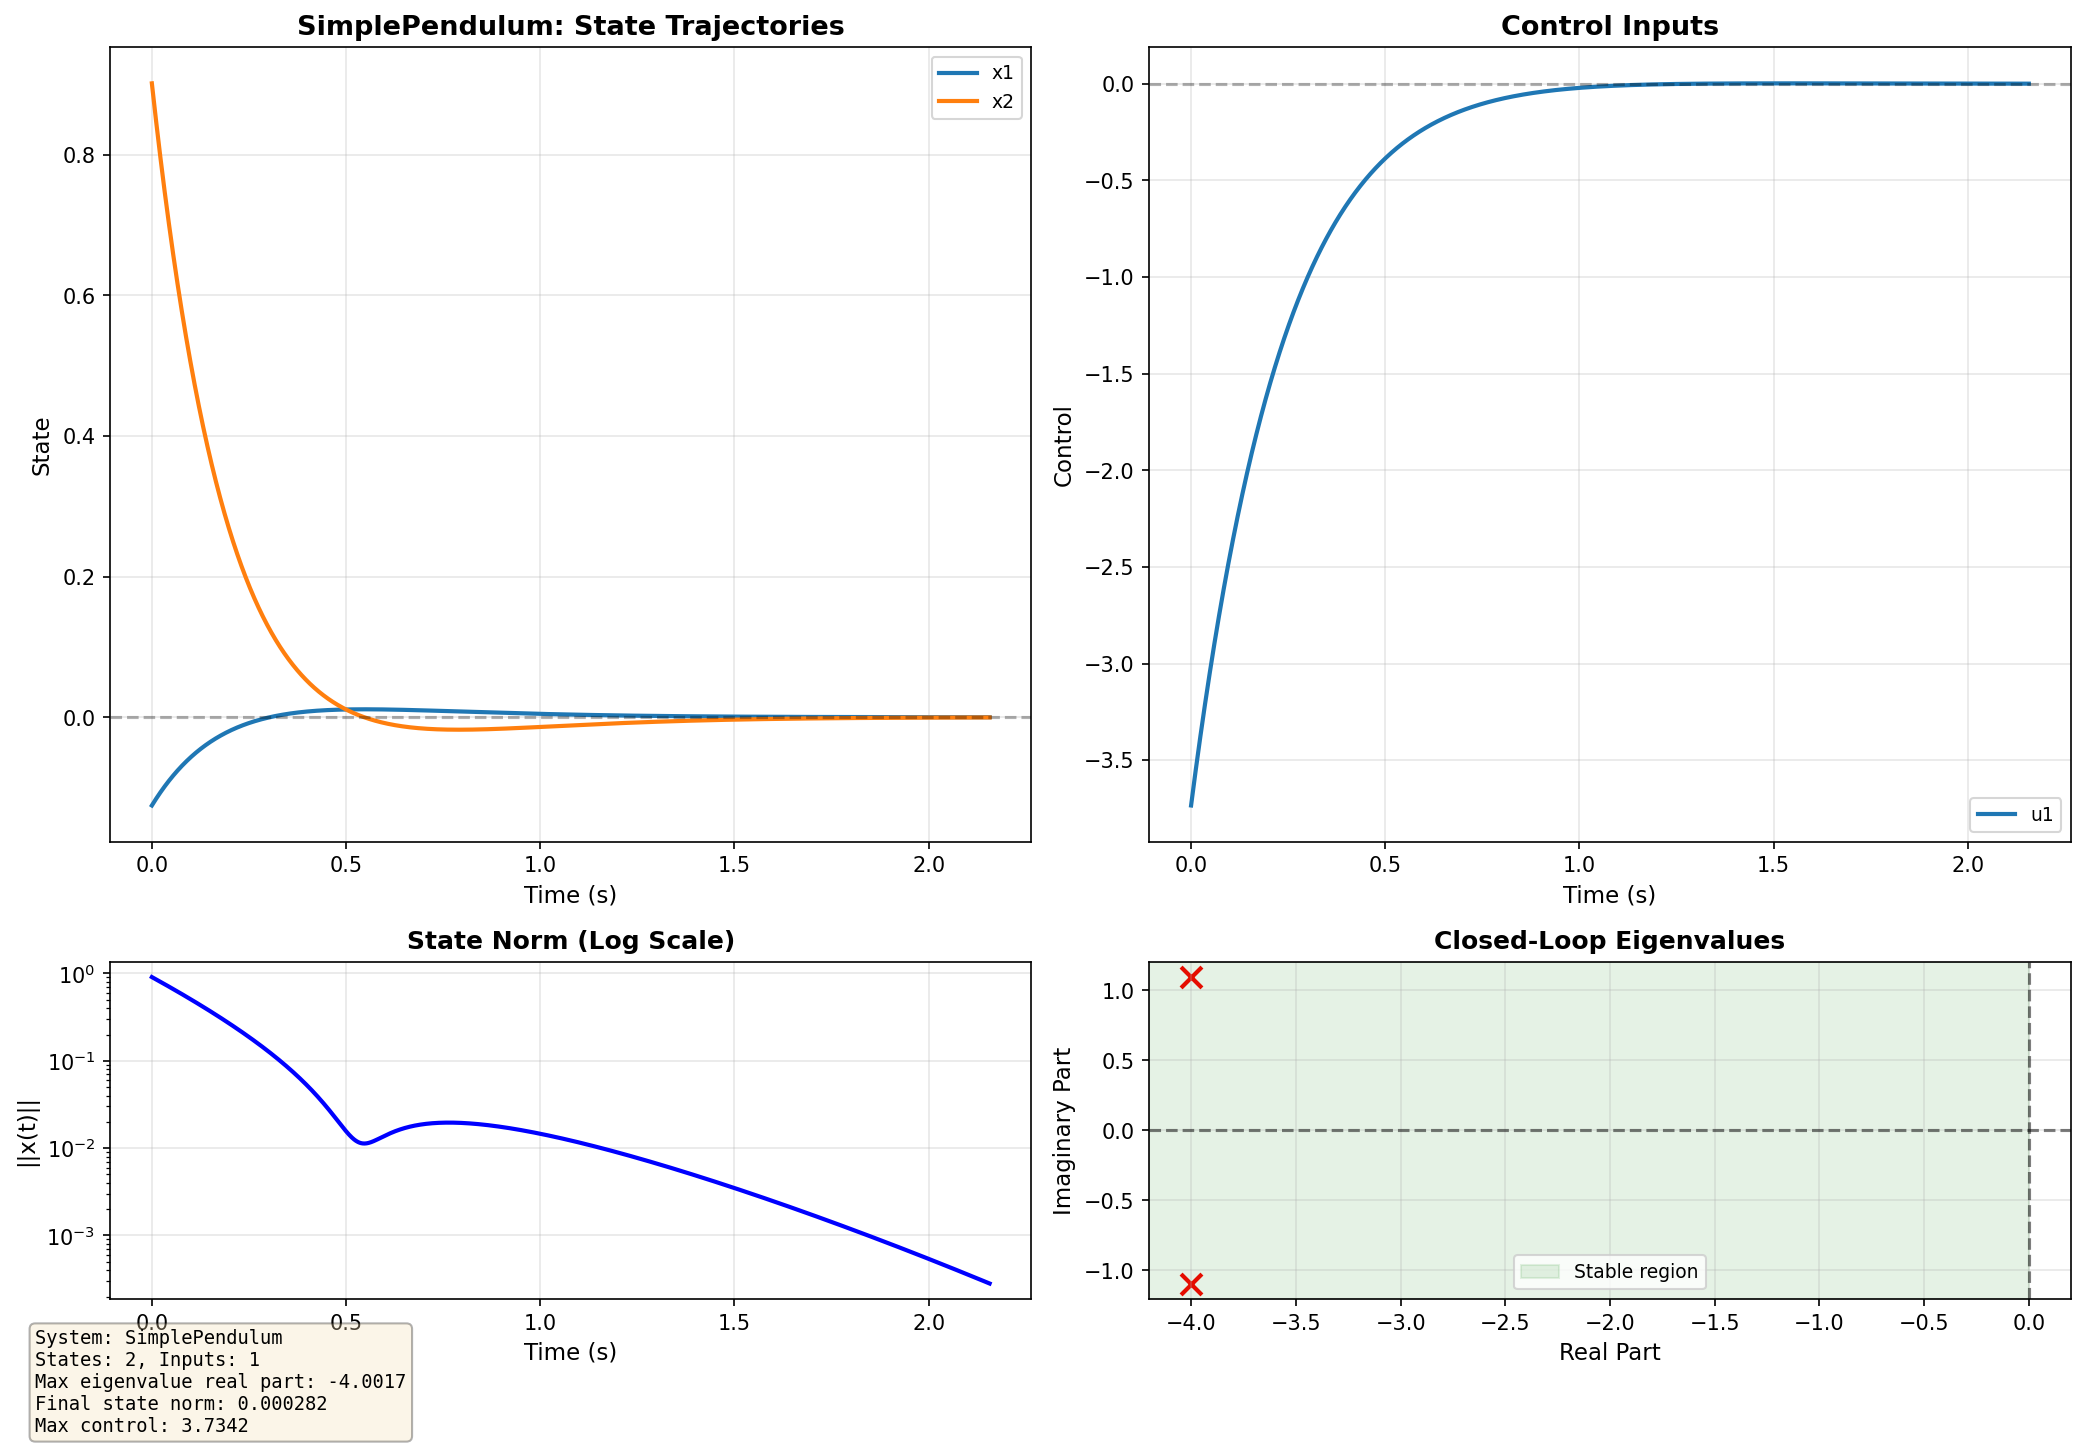 SimplePendulum: State Trajectories
x1
x2
0.8
0.6
0.4
0.2
0.0
State
0.0
0.5
1.0
1.5
2.0
Time (s)
Control Inputs
0.0
−0.5
−1.0
−1.5
−2.0
−2.5
−3.0
−3.5
Control
u1
0.0
0.5
1.0
1.5
2.0
Time (s)
State Norm (Log Scale)
10⁰
10⁻¹
10⁻²
10⁻³
||x(t)||
0.0
0.5
1.0
1.5
2.0
Time (s)
Closed-Loop Eigenvalues
1.0
0.5
0.0
−0.5
−1.0
Imaginary Part
Stable region
−4.0
−3.5
−3.0
−2.5
−2.0
−1.5
−1.0
−0.5
0.0
Real Part
System: SimplePendulum
States: 2, Inputs: 1
Max eigenvalue real part: -4.0017
Final state norm: 0.000282
Max control: 3.7342